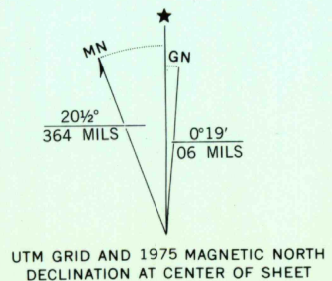 ★
MN
GN
20½°
364 MILS
0°19′
06 MILS
UTM GRID AND 1975 MAGNETIC NORTH
DECLINATION AT CENTER OF SHEET